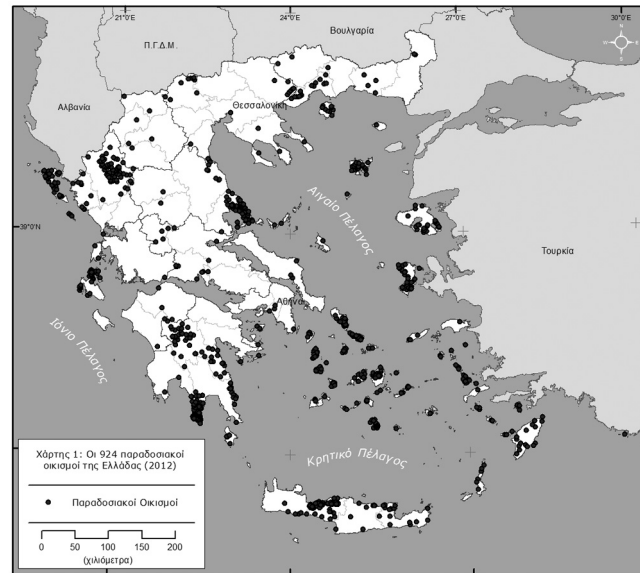 21°0'E
24°0'E
27°0'E
30°0'E
Βουλγαρία
Π.Γ.Δ.Μ.
N
W
E
S
Αλβανία
Θεσσαλονίκη
Αιγαίο Πέλαγος
39°0'N
Τουρκία
Αθήνα
Ιόνιο Πέλαγος
Κρητικό Πέλαγος
Χάρτης 1: Οι 924 παραδοσιακοί
οικισμοί της Ελλάδας (2012)
Παραδοσιακοί Οικισμοί
0 50 100 150 200
(χιλιόμετρα)